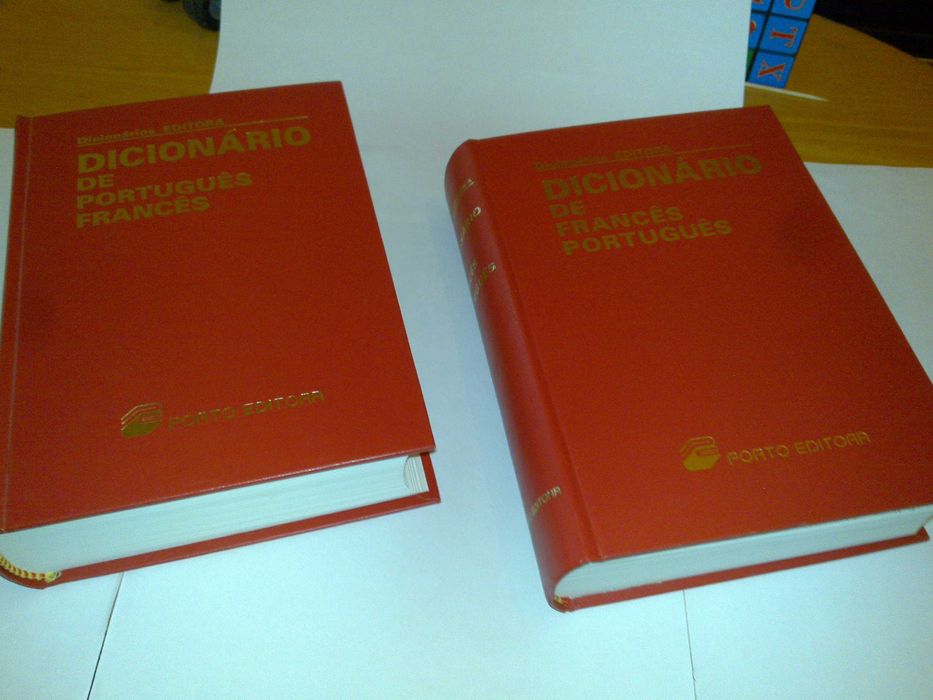 Dicionários EDITORA
DICIONÁRIO
DE
PORTUGUÊS
FRANCÊS
PORTO EDITORA
Dicionários EDITORA
DICIONÁRIO
DE
FRANCÊS
PORTUGUÊS
PORTO EDITORA